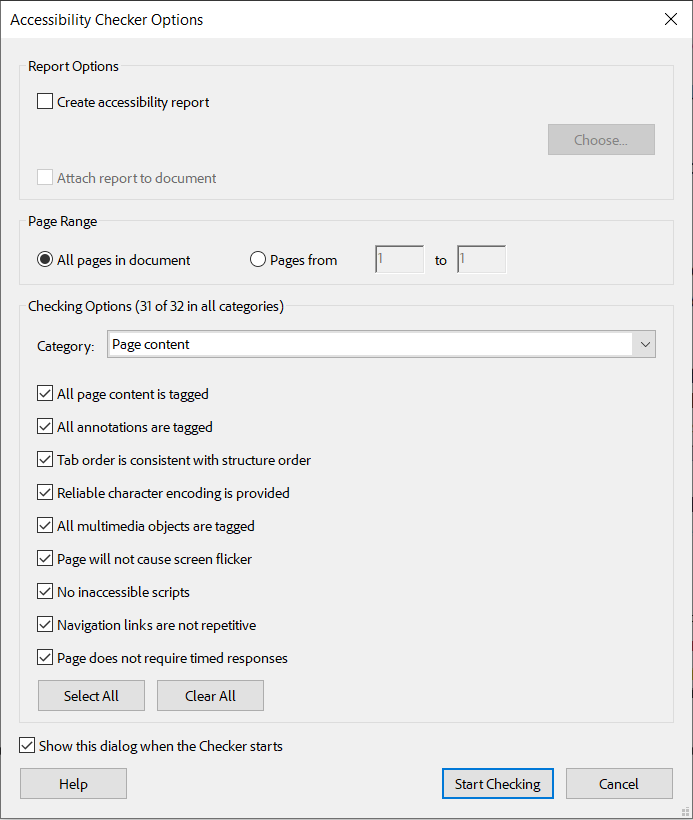 Accessibility Checker Options
Report Options
Create accessibility report
Choose...
Attach report to document
Page Range
All pages in document Pages from 1 to 1
Checking Options (31 of 32 in all categories)
Category: Page content
All page content is tagged
All annotations are tagged
Tab order is consistent with structure order
Reliable character encoding is provided
All multimedia objects are tagged
Page will not cause screen flicker
No inaccessible scripts
Navigation links are not repetitive
Page does not require timed responses
Select All Clear All
Show this dialog when the Checker starts
Help Start Checking Cancel